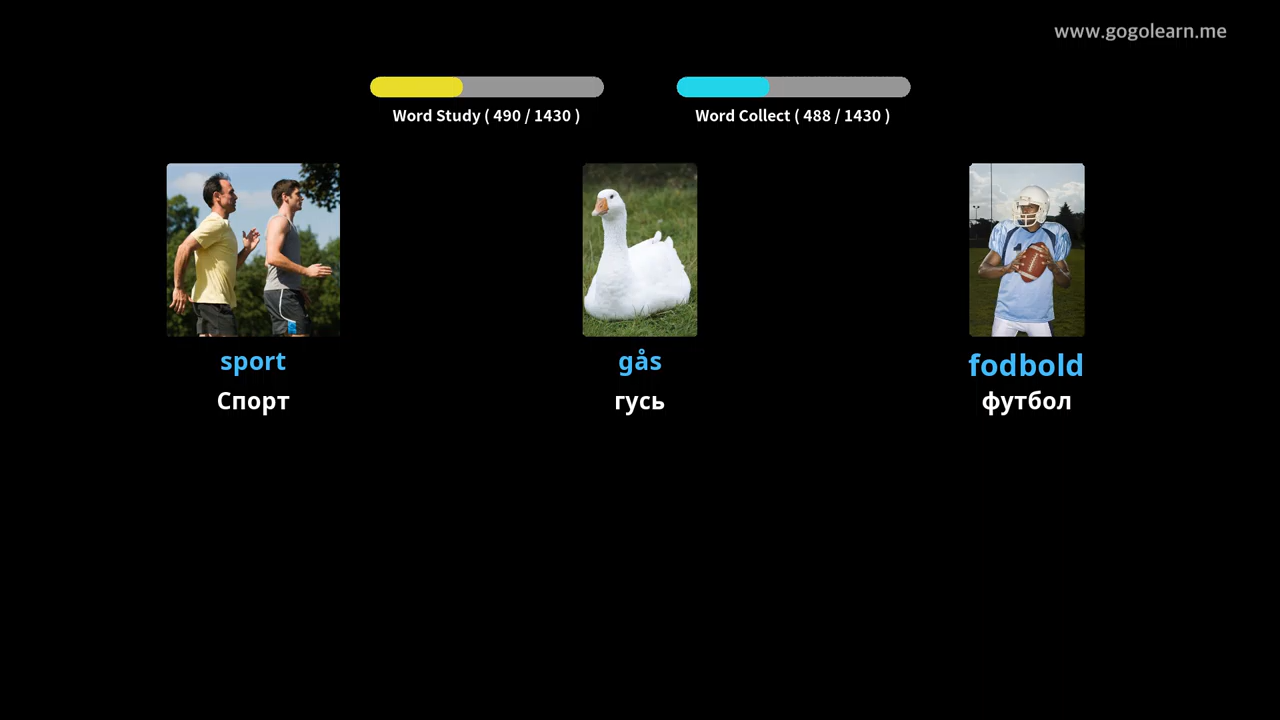 www.gogolearn.me
Word Study ( 490 / 1430 )
Word Collect ( 488 / 1430 )
sport
gås
fodbold
Спорт
гусь
футбол